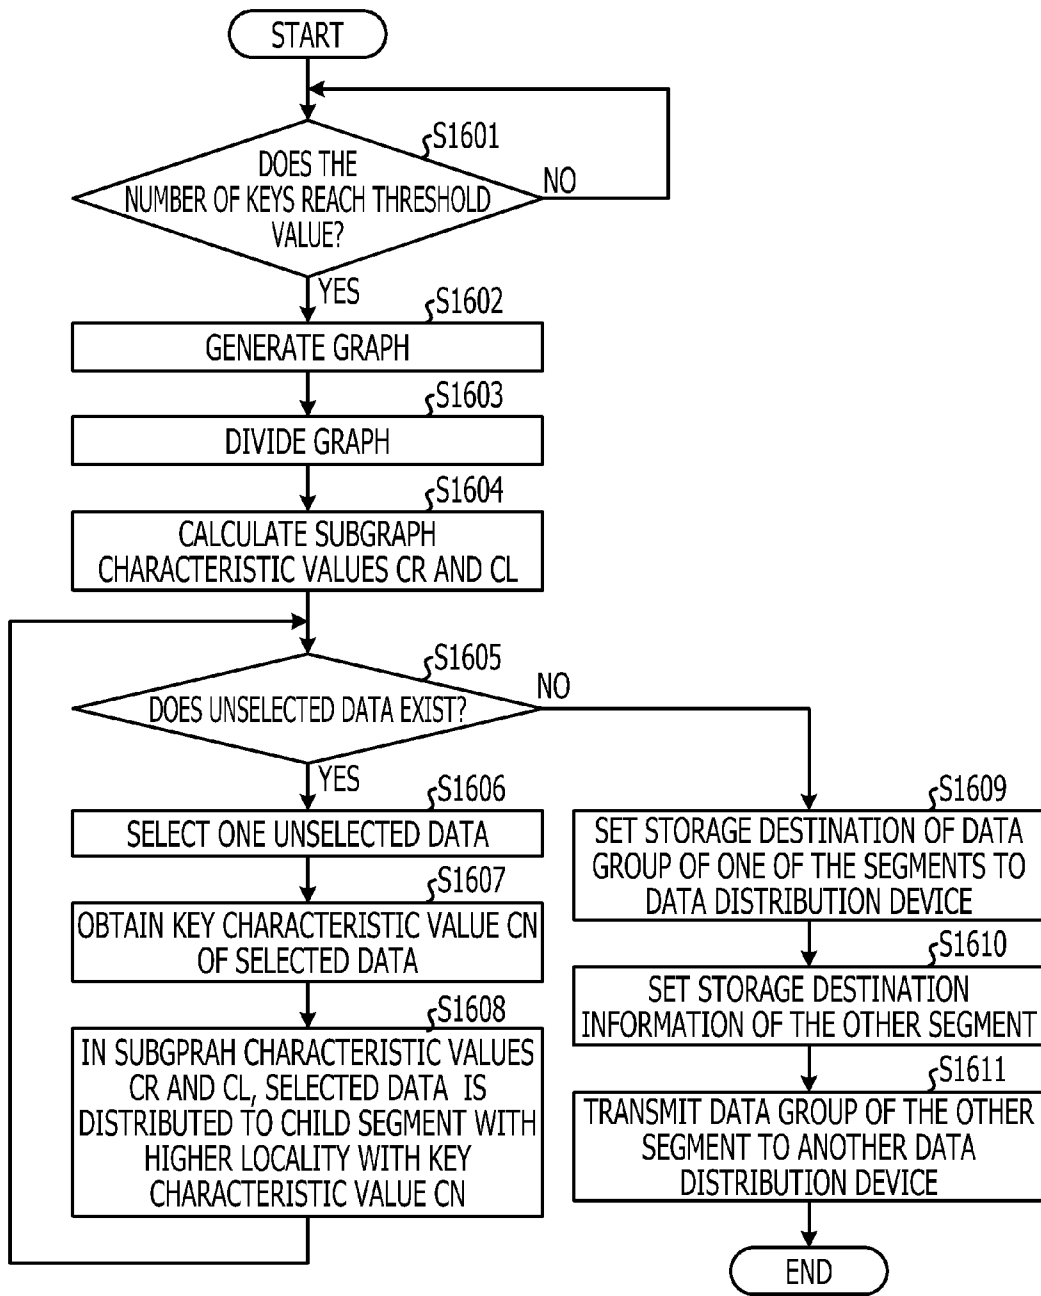 START
S1601
DOES THE
NUMBER OF KEYS REACH THRESHOLD
VALUE?
NO
YES
S1602
GENERATE GRAPH
S1603
DIVIDE GRAPH
S1604
CALCULATE SUBGRAPH
CHARACTERISTIC VALUES CR AND CL
S1605
DOES UNSELECTED DATA EXIST?
NO
YES
S1606
SELECT ONE UNSELECTED DATA
S1607
OBTAIN KEY CHARACTERISTIC VALUE CN
OF SELECTED DATA
S1608
IN SUBGPRAH CHARACTERISTIC VALUES
CR AND CL, SELECTED DATA IS
DISTRIBUTED TO CHILD SEGMENT WITH
HIGHER LOCALITY WITH KEY
CHARACTERISTIC VALUE CN
S1609
SET STORAGE DESTINATION OF DATA
GROUP OF ONE OF THE SEGMENTS TO
DATA DISTRIBUTION DEVICE
S1610
SET STORAGE DESTINATION
INFORMATION OF THE OTHER SEGMENT
S1611
TRANSMIT DATA GROUP OF THE OTHER
SEGMENT TO ANOTHER DATA
DISTRIBUTION DEVICE
END